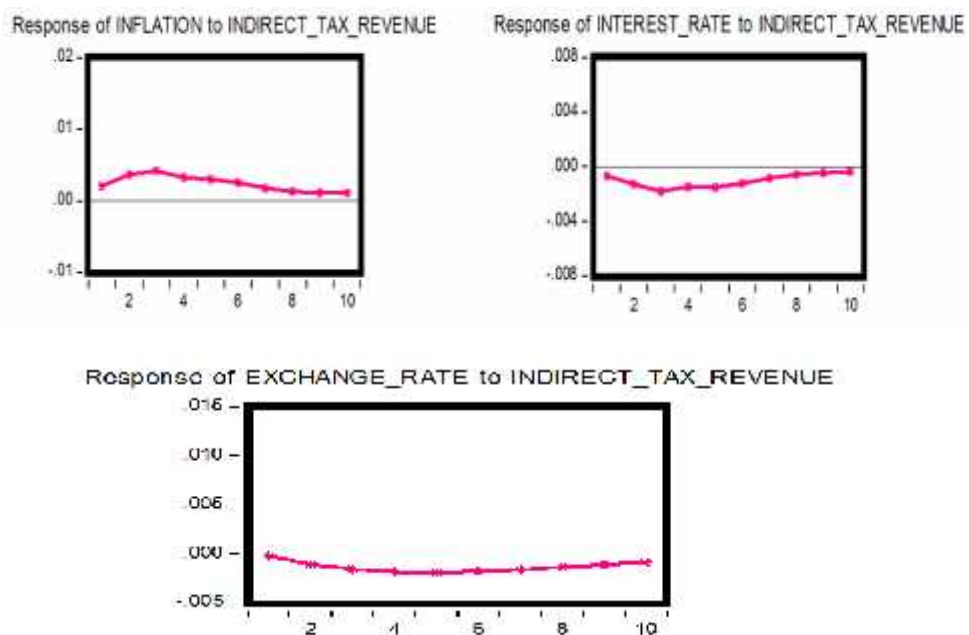 Response of INFLATION to INDIRECT_TAX_REVENUE
.02
.01
.00
-.01
2 4 6 8 10
Response of INTEREST_RATE to INDIRECT_TAX_REVENUE
.008
.004
.000
-.004
-.008
2 4 6 8 10
Response of EXCHANGE_RATE to INDIRECT_TAX_REVENUE
.015
.010
.005
.000
-.005
2 4 6 8 10